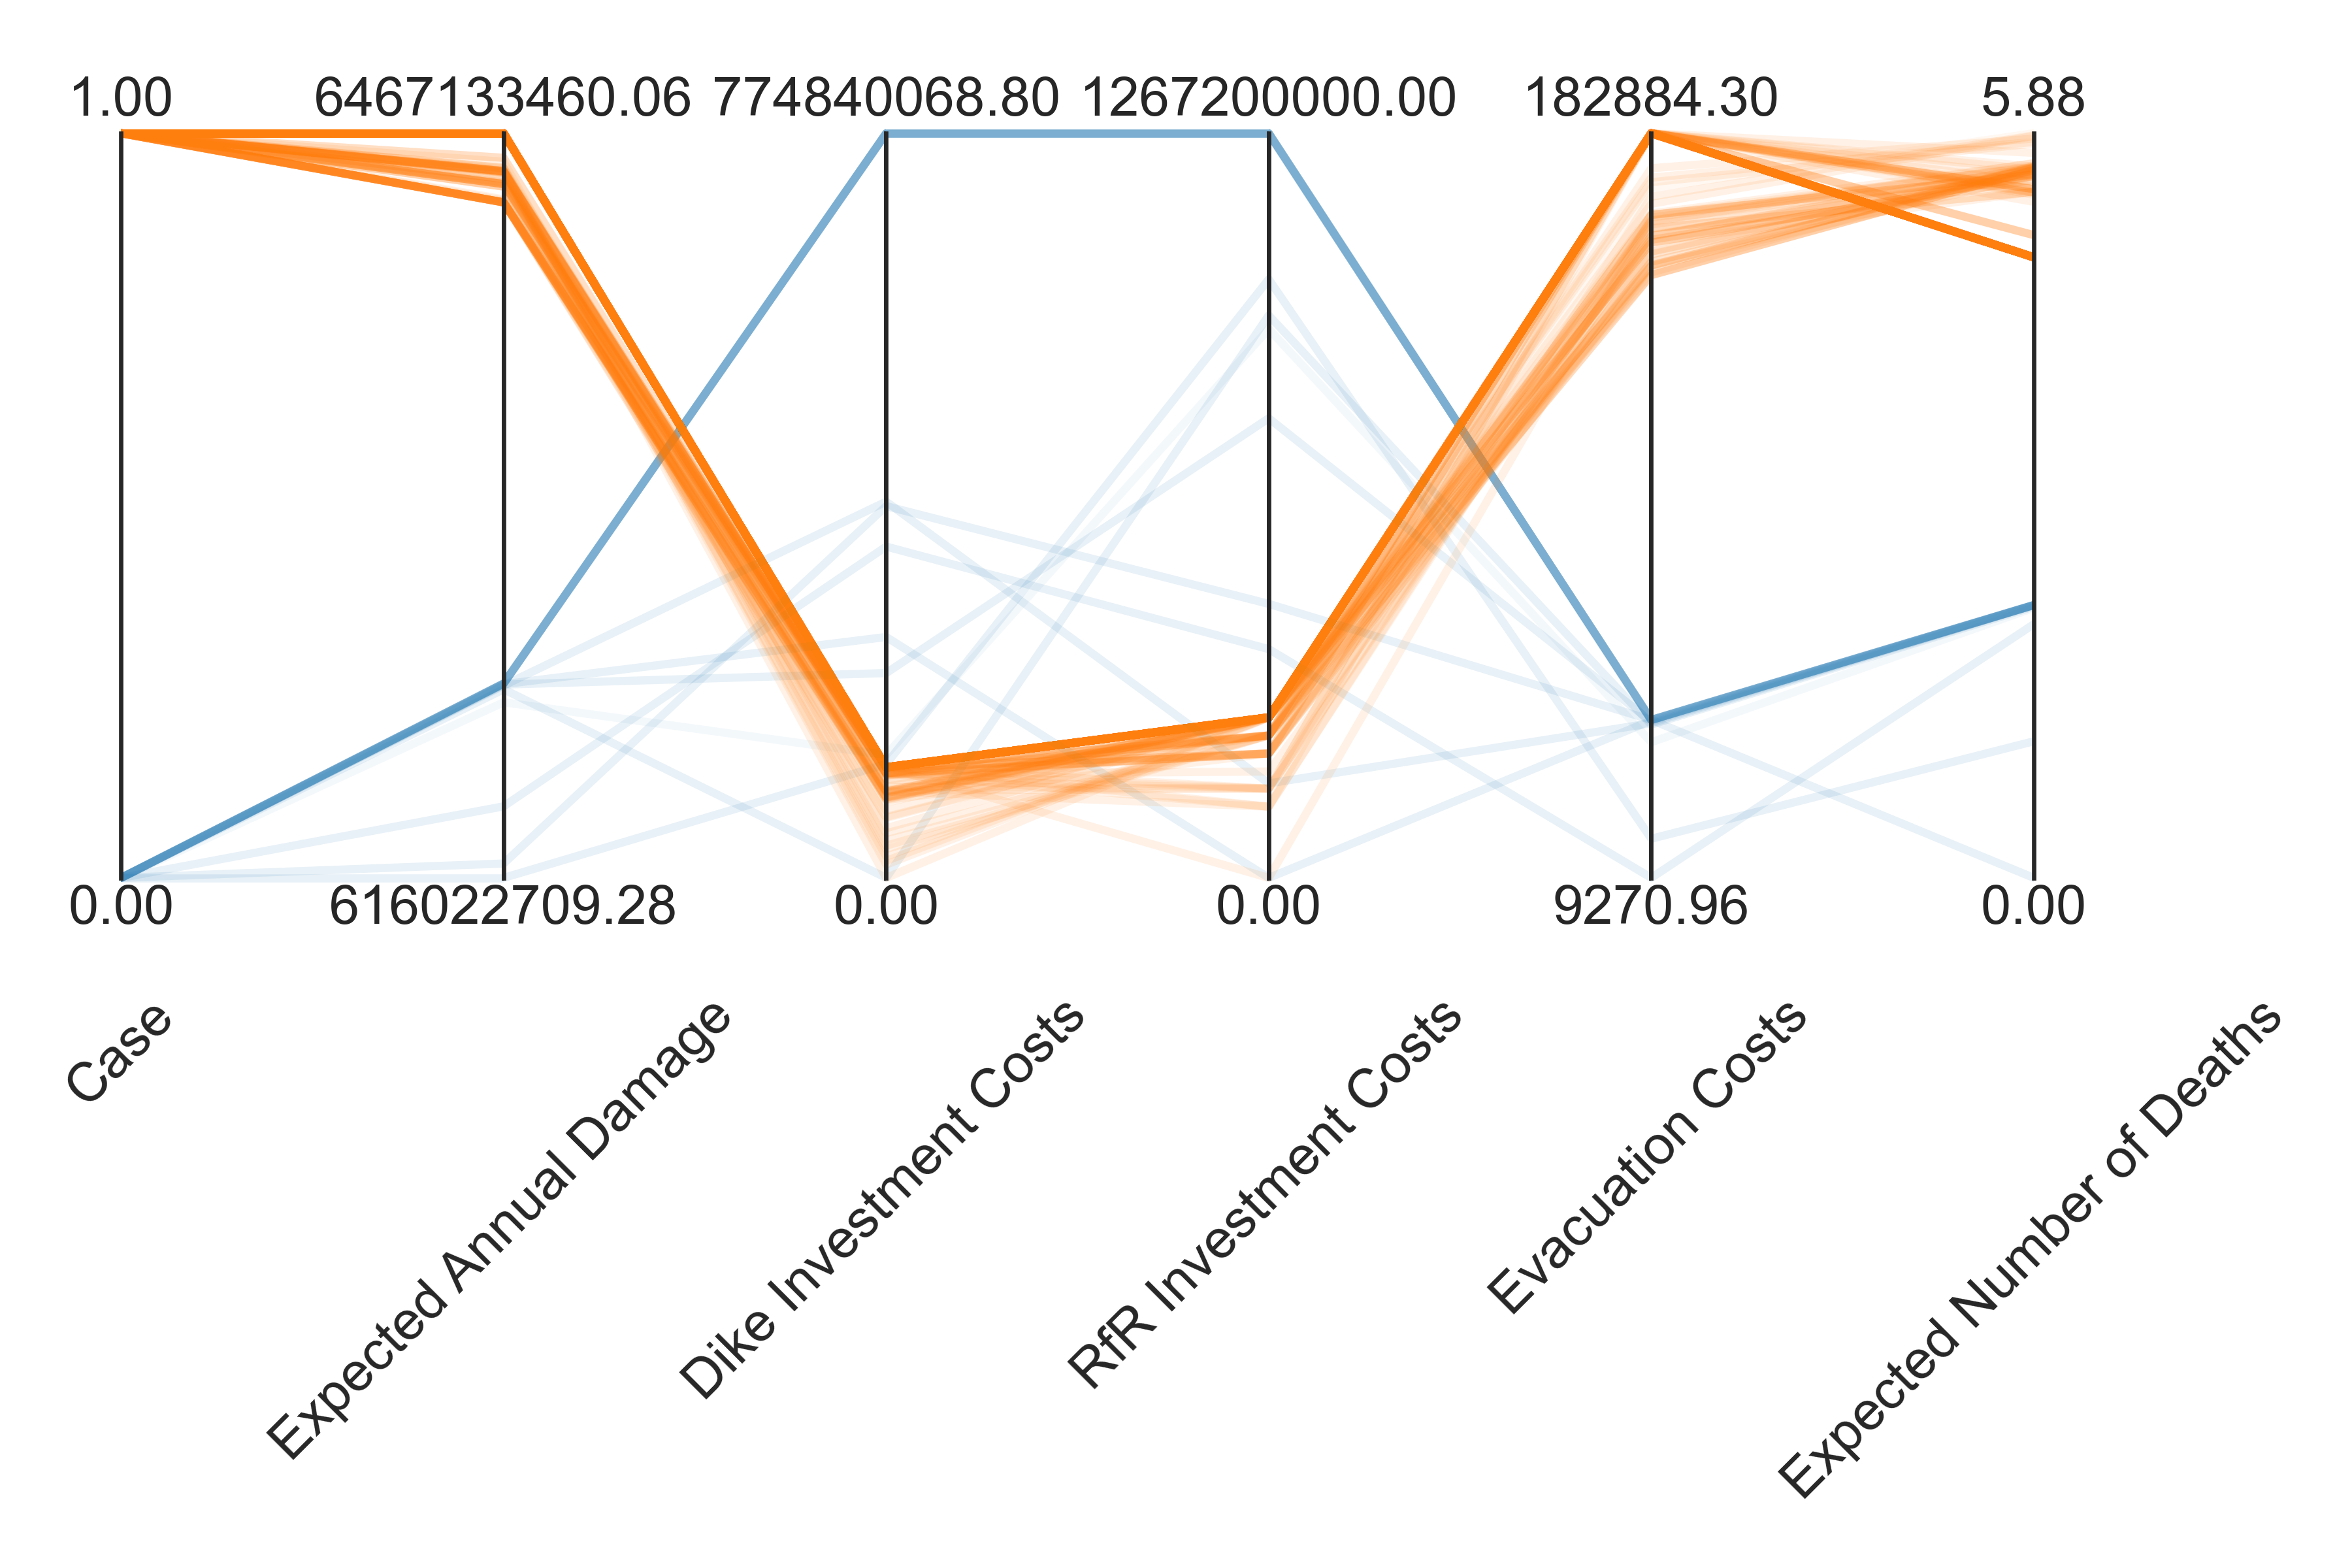 1.00 6467133460.06 774840068.80 1267200000.00 182884.30 5.88
0.00 616022709.28 0.00 0.00 9270.96 0.00
Case
Expected Annual Damage
Dike Investment Costs
RfR Investment Costs
Evacuation Costs
Expected Number of Deaths